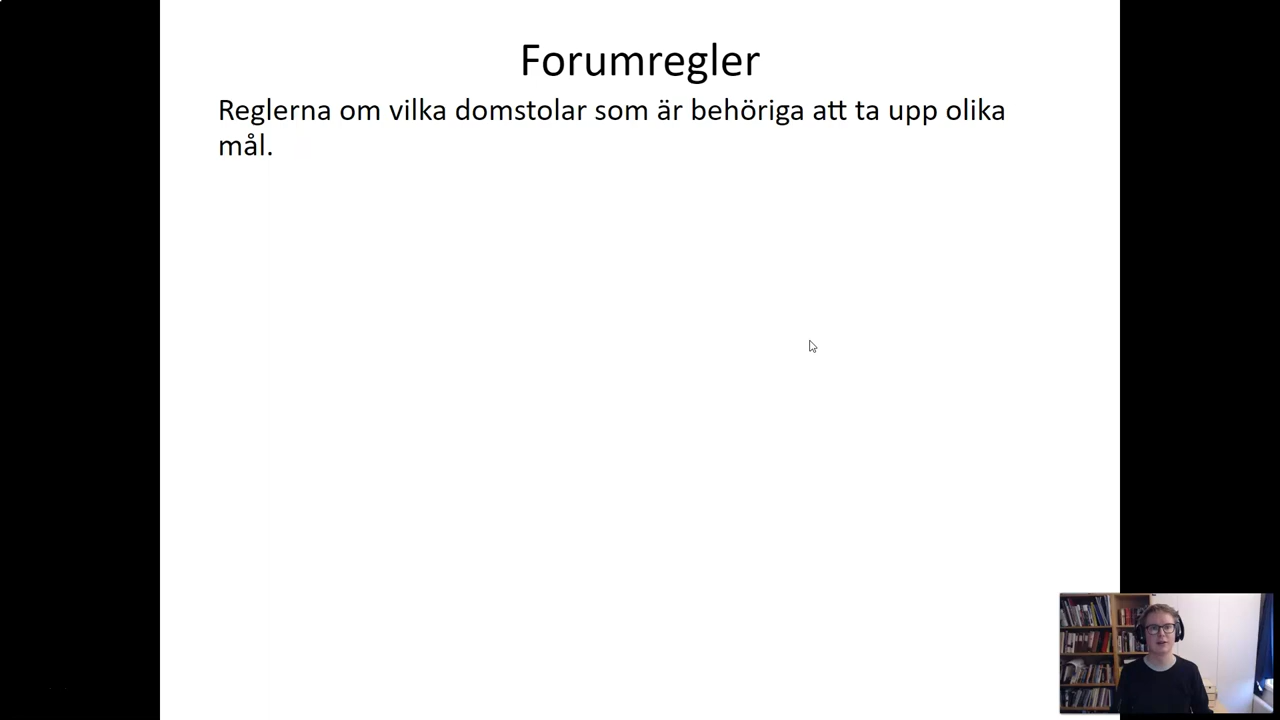 Forumregler
Reglerna om vilka domstolar som är behöriga att ta upp olika
mål.